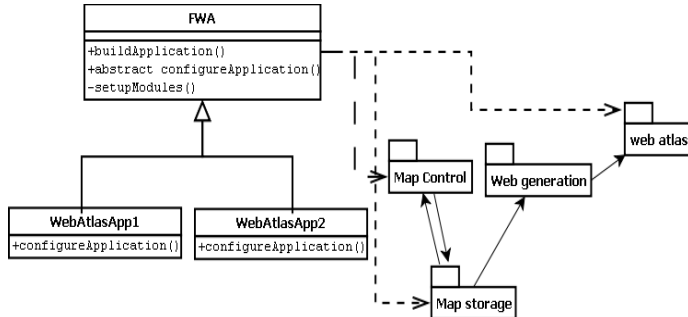 FWA
+buildApplication()
+abstract configureApplication()
-setupModules()
web atlas
Map Control
Web generation
WebAtlasApp1
+configureApplication()
WebAtlasApp2
+configureApplication()
Map storage